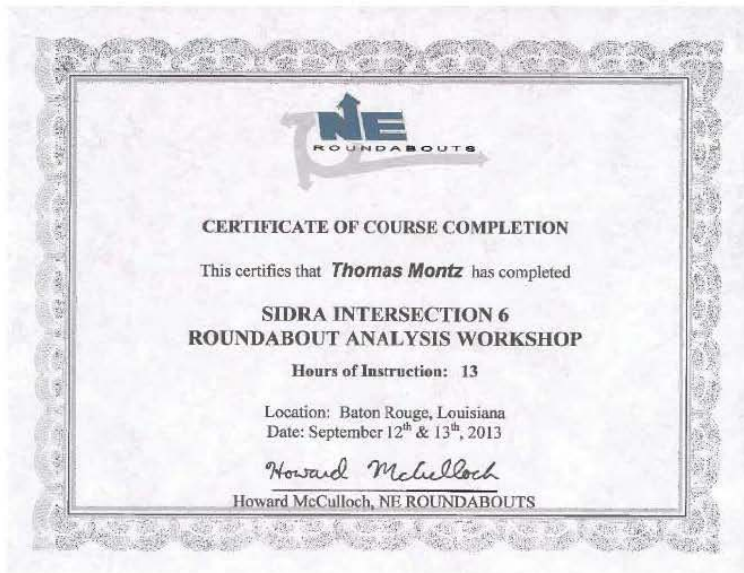 NE
ROUNDABOUTS
CERTIFICATE OF COURSE COMPLETION
This certifies that Thomas Montz has completed
SIDRA INTERSECTION 6
ROUNDABOUT ANALYSIS WORKSHOP
Hours of Instruction: 13
Location: Baton Rouge, Louisiana
Date: September 12th & 13th, 2013
Howard McCulloch
Howard McCulloch, NE ROUNDABOUTS